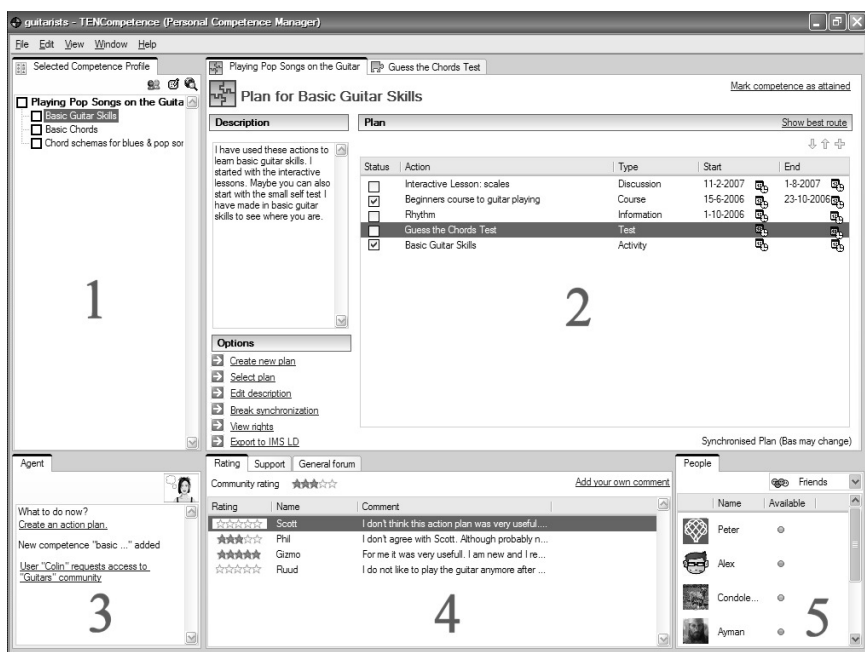 guitarists - TENCompetence (Personal Competence Manager)
File Edit View Window Help
Selected Competence Profile
Playing Pop Songs on the Guita
Basic Guitar Skills
Basic Chords
Chord schemas for blues & pop sor
1
Playing Pop Songs on the Guitar Guess the Chords Test
Plan for Basic Guitar Skills
Mark competence as attained
Description
I have used these actions to
learn basic guitar skills. I
started with the interactive
lessons. Maybe you can also
start with the small self test I
have made in basic guitar
skills to see where you are.
Options
Create new plan
Select plan
Edit description
Break synchronization
View rights
Export to IMS LD
Plan Show best route
Status Action Type Start End
Interactive Lesson: scales Discussion 11-2-2007 1-8-2007
Beginners course to guitar playing Course 15-6-2006 23-10-2006
Rhythm Information 1-10-2006
Guess the Chords Test Test
Basic Guitar Skills Activity
2
Synchronised Plan (Bas may change)
Agent
What to do now?
Create an action plan.
New competence "basic ..." added
User "Colin" requests access to
"Guitars" community
3
Rating Support General forum
Community rating Add your own comment
Rating Name Comment
Scott I don't think this action plan was very useful....
Phil I don't agree with Scott. Although probably n...
Gizmo For me it was very usefull. I am new and I re...
Ruud I do not like to play the guitar anymore after ...
4
People
Friends
Name Available
Peter
Alex
Condole...
Ayman
5